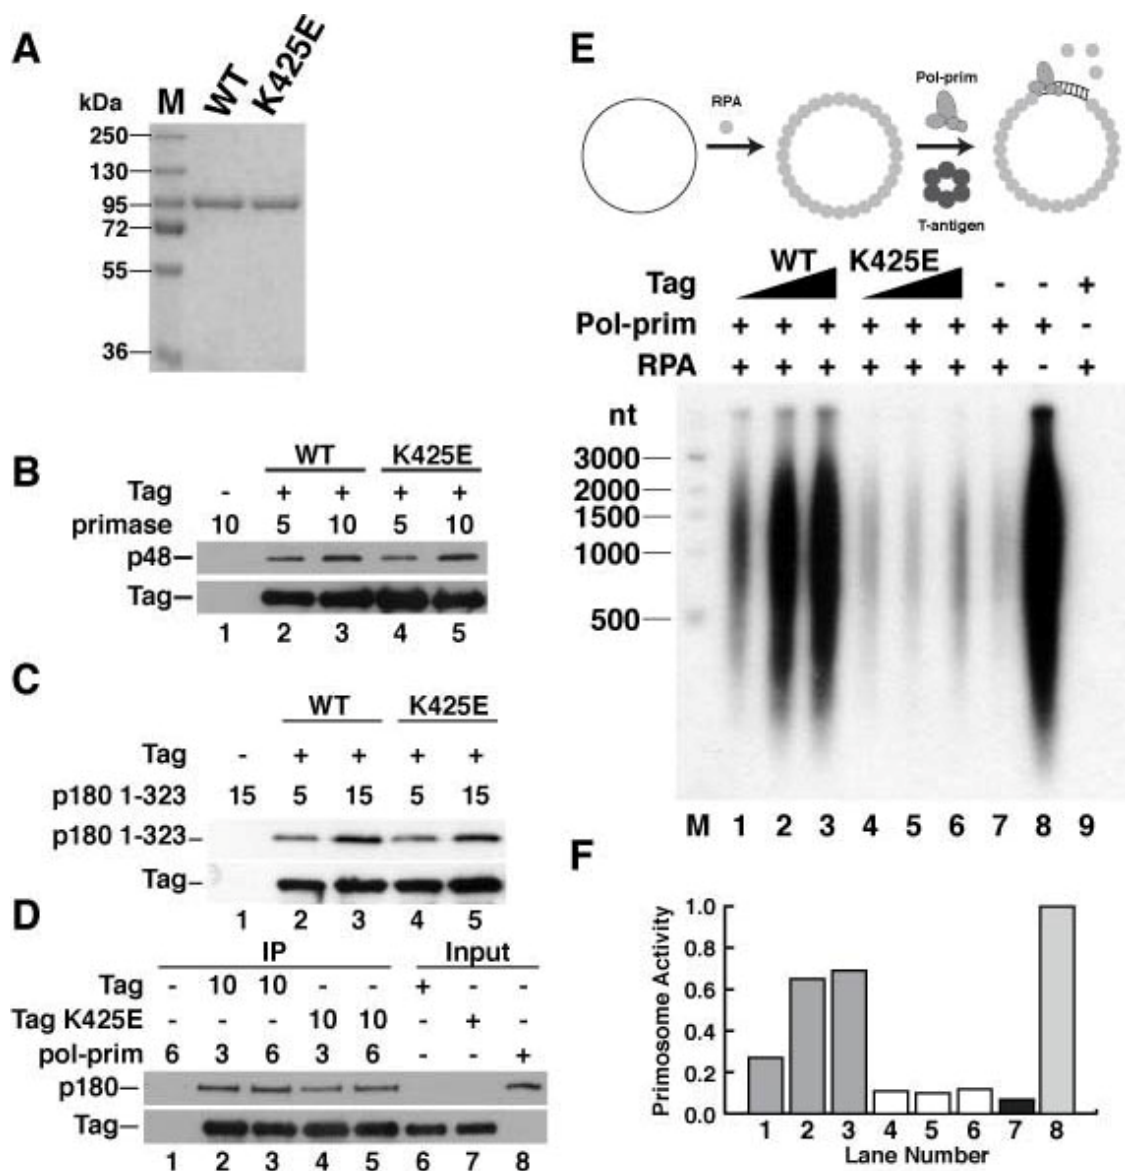 A
kDa M WT K425E
250
130
95
72
55
36
B
WT K425E
Tag - + + + +
primase 10 5 10 5 10
p48
Tag
1 2 3 4 5
C
WT K425E
Tag - + + + +
p180 1-323 15 5 15 5 15
p180 1-323
Tag
1 2 3 4 5
D
IP Input
Tag - 10 10 - - + - -
Tag K425E - - - 10 10 - + -
pol-prim 6 3 6 3 6 - - +
p180
Tag
1 2 3 4 5 6 7 8
E
RPA
Pol-prim
T-antigen
WT K425E
Tag - - +
Pol-prim + + + + + + + + -
RPA + + + + + + + - +
nt
3000
2000
1500
1000
500
M 1 2 3 4 5 6 7 8 9
F
Primosome Activity
1.0
0.8
0.6
0.4
0.2
0.0
1 2 3 4 5 6 7 8
Lane Number